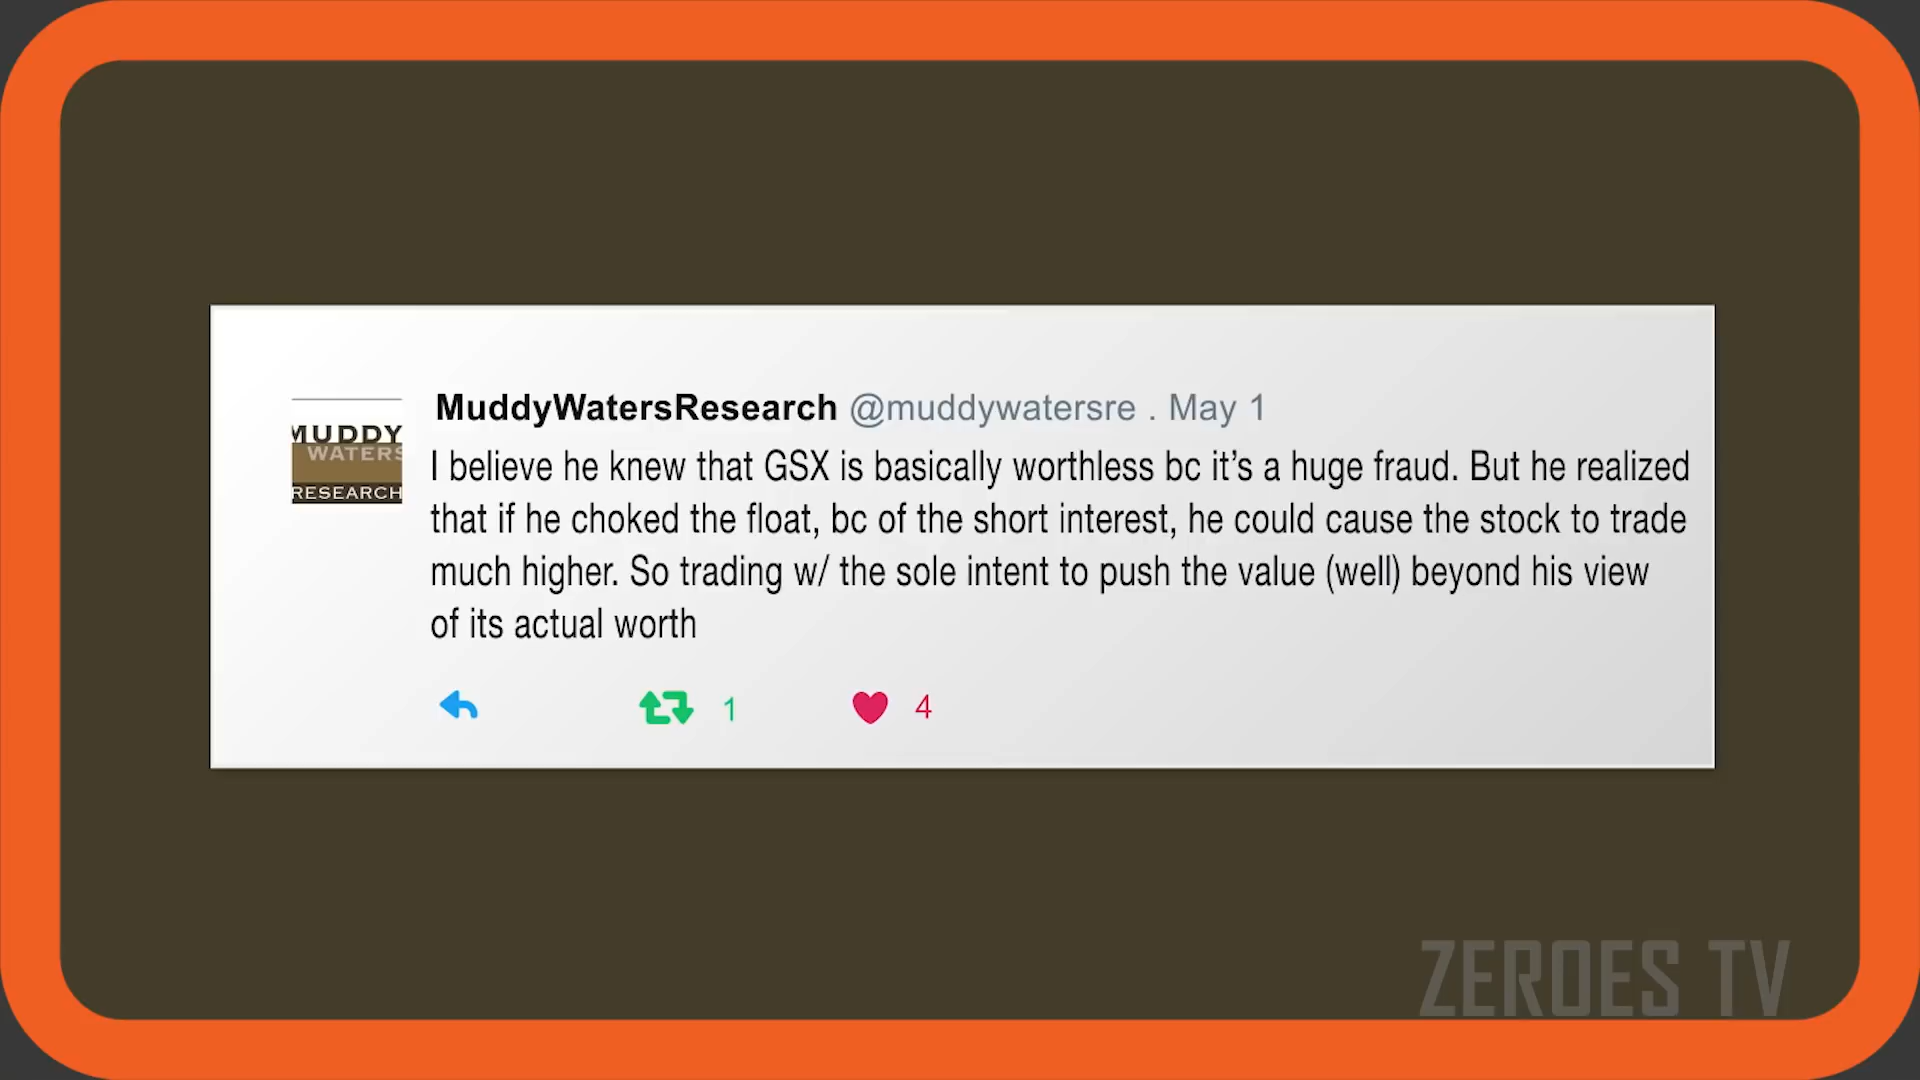 MuddyWatersResearch @muddywatersre . May 1
MUDDY
WATERS
RESEARCH
I believe he knew that GSX is basically worthless bc it’s a huge fraud. But he realized
that if he choked the float, bc of the short interest, he could cause the stock to trade
much higher. So trading w/ the sole intent to push the value (well) beyond his view
of its actual worth
1
4
ZEROES TV